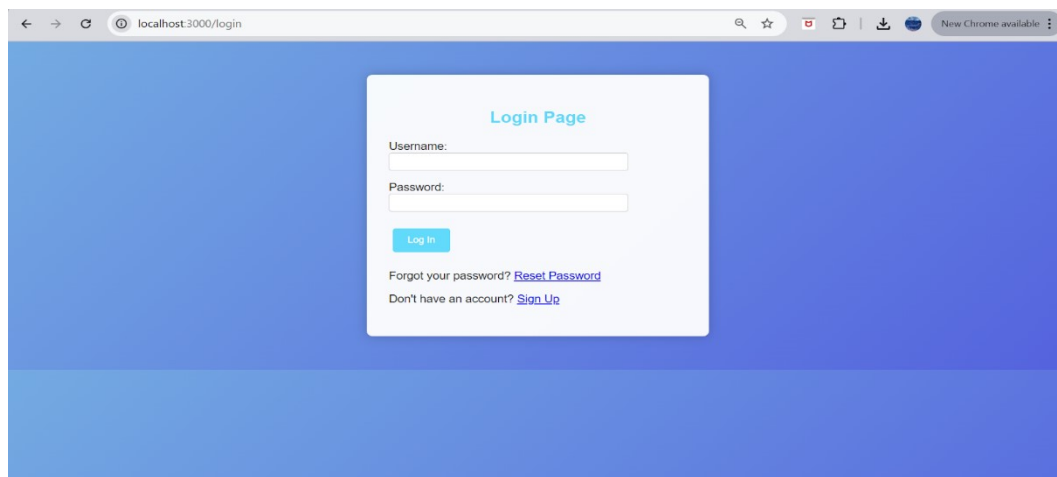 localhost:3000/login
New Chrome available
Login Page
Username:
Password:
Log In
Forgot your password? Reset Password
Don't have an account? Sign Up